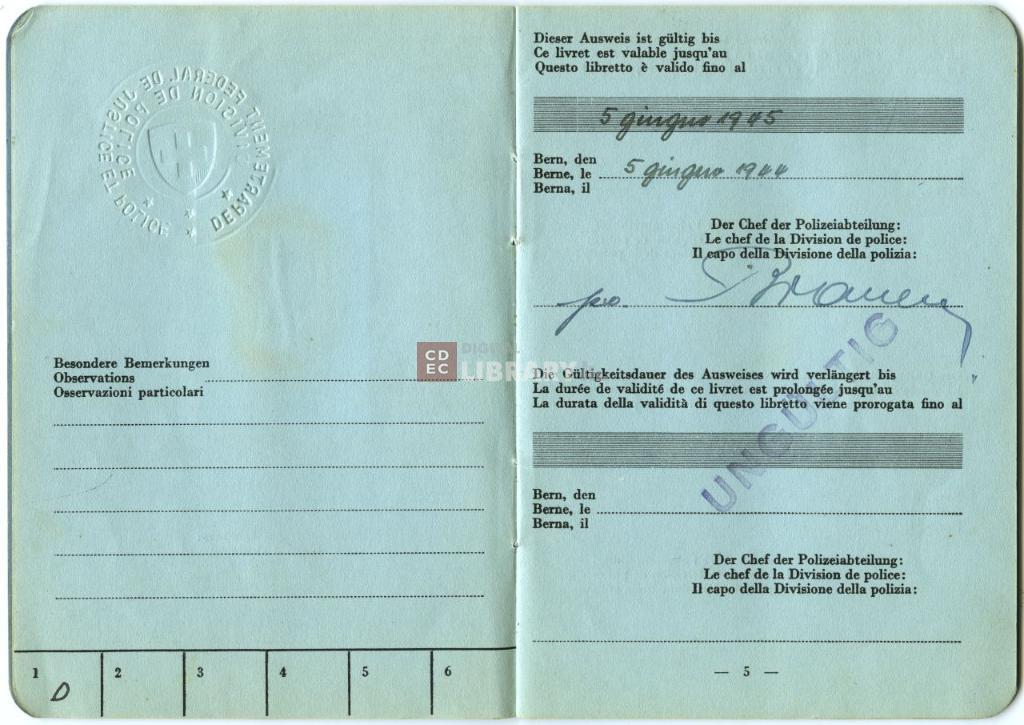 DEPARTEMENT FEDERAL DE JUSTICE ET POLICE
DIVISION DE POLICE
Besondere Bemerkungen
Observations
Osservazioni particolari
1
2
3
4
5
6
D
Dieser Ausweis ist gültig bis
Ce livret est valable jusqu'au
Questo libretto è valido fino al
5 giugno 1945
Bern, den
Berne, le 5 giugno 1944
Berna, il
Der Chef der Polizeiabteilung:
Le chef de la Division de police:
Il capo della Divisione della polizia:
Die Gültigkeitsdauer des Ausweises wird verlängert bis
La durée de validité de ce livret est prolongée jusqu'au
La durata della validità di questo libretto viene prorogata fino al
UNGÜLTIG
Bern, den
Berne, le
Berna, il
Der Chef der Polizeiabteilung:
Le chef de la Division de police:
Il capo della Divisione della polizia:
— 5 —
CDEC DIGITAL LIBRARY